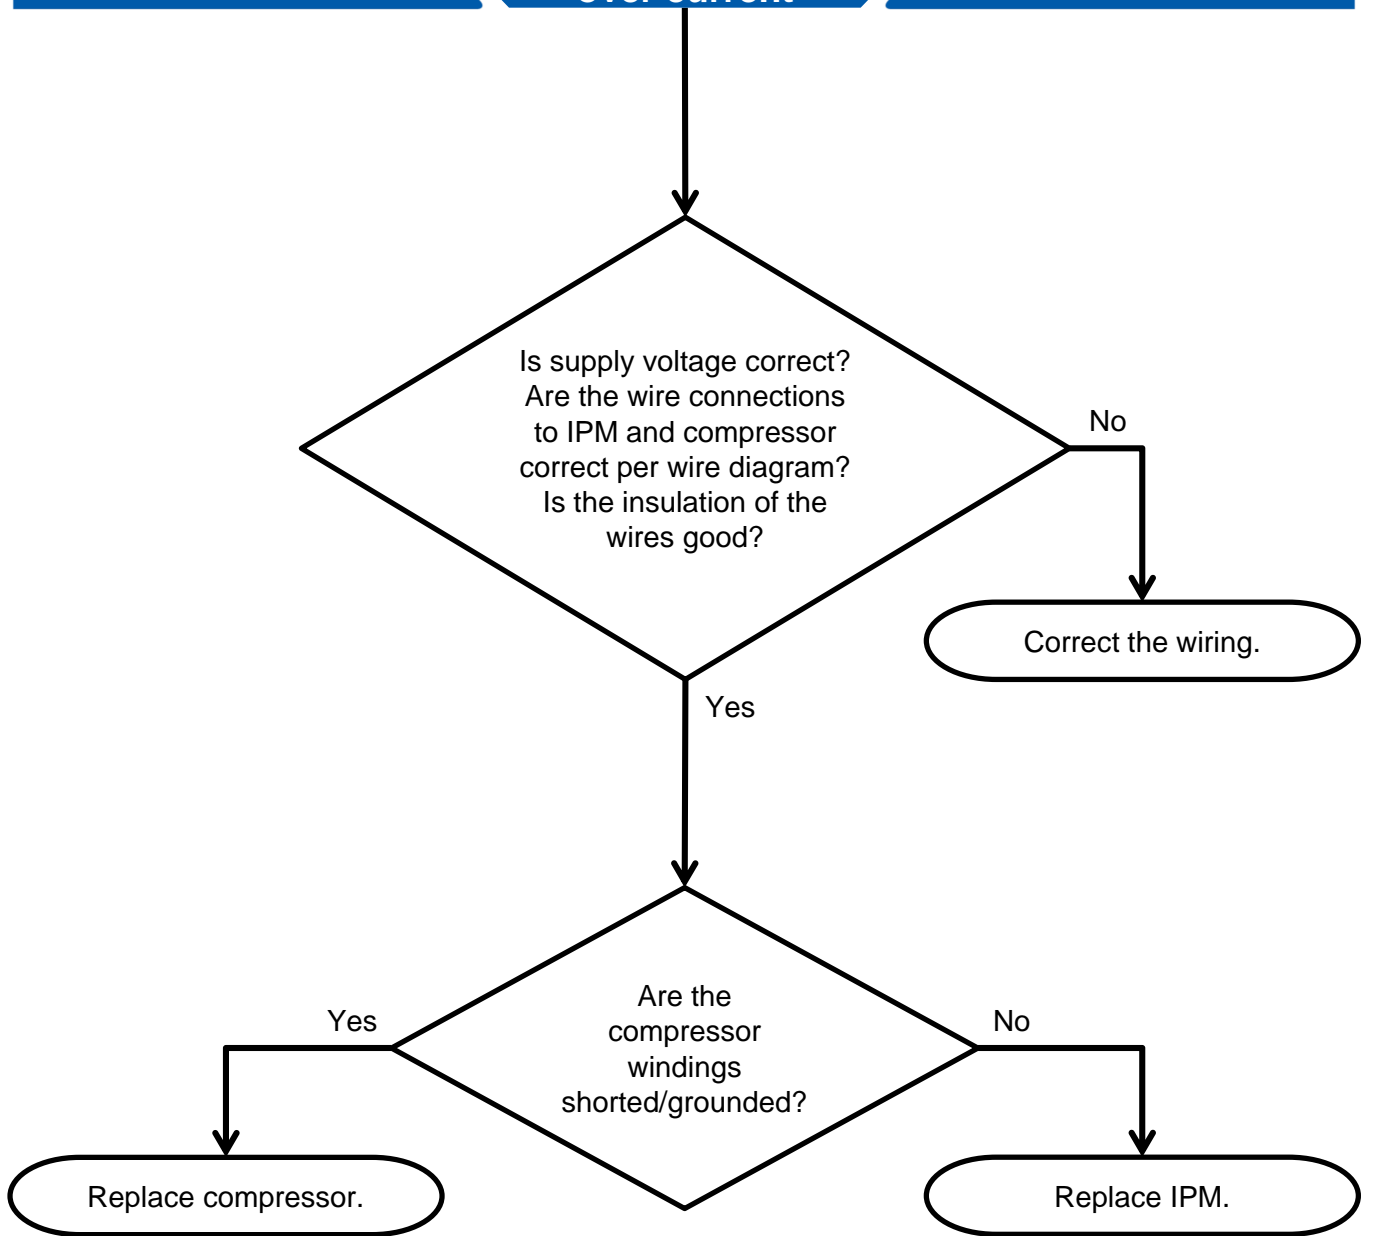 Over current
Is supply voltage correct?
Are the wire connections
to IPM and compressor
correct per wire diagram?
Is the insulation of the
wires good?
No
Correct the wiring.
Yes
Are the
compressor
windings
shorted/grounded?
Yes
No
Replace compressor.
Replace IPM.